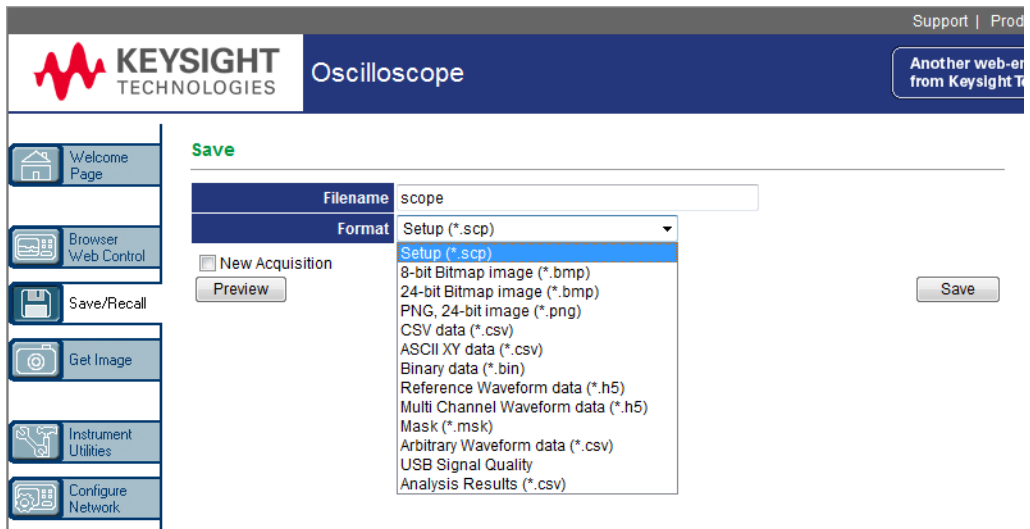 Support | Prod
KEYSIGHT
TECHNOLOGIES
Oscilloscope
Another web-en
from Keysight Te
Welcome
Page
Browser
Web Control
Save/Recall
Get Image
Instrument
Utilities
Configure
Network
Save
Filename scope
Format Setup (*.scp)
Setup (*.scp)
8-bit Bitmap image (*.bmp)
24-bit Bitmap image (*.bmp)
PNG, 24-bit image (*.png)
CSV data (*.csv)
ASCII XY data (*.csv)
Binary data (*.bin)
Reference Waveform data (*.h5)
Multi Channel Waveform data (*.h5)
Mask (*.msk)
Arbitrary Waveform data (*.csv)
USB Signal Quality
Analysis Results (*.csv)
New Acquisition
Preview
Save